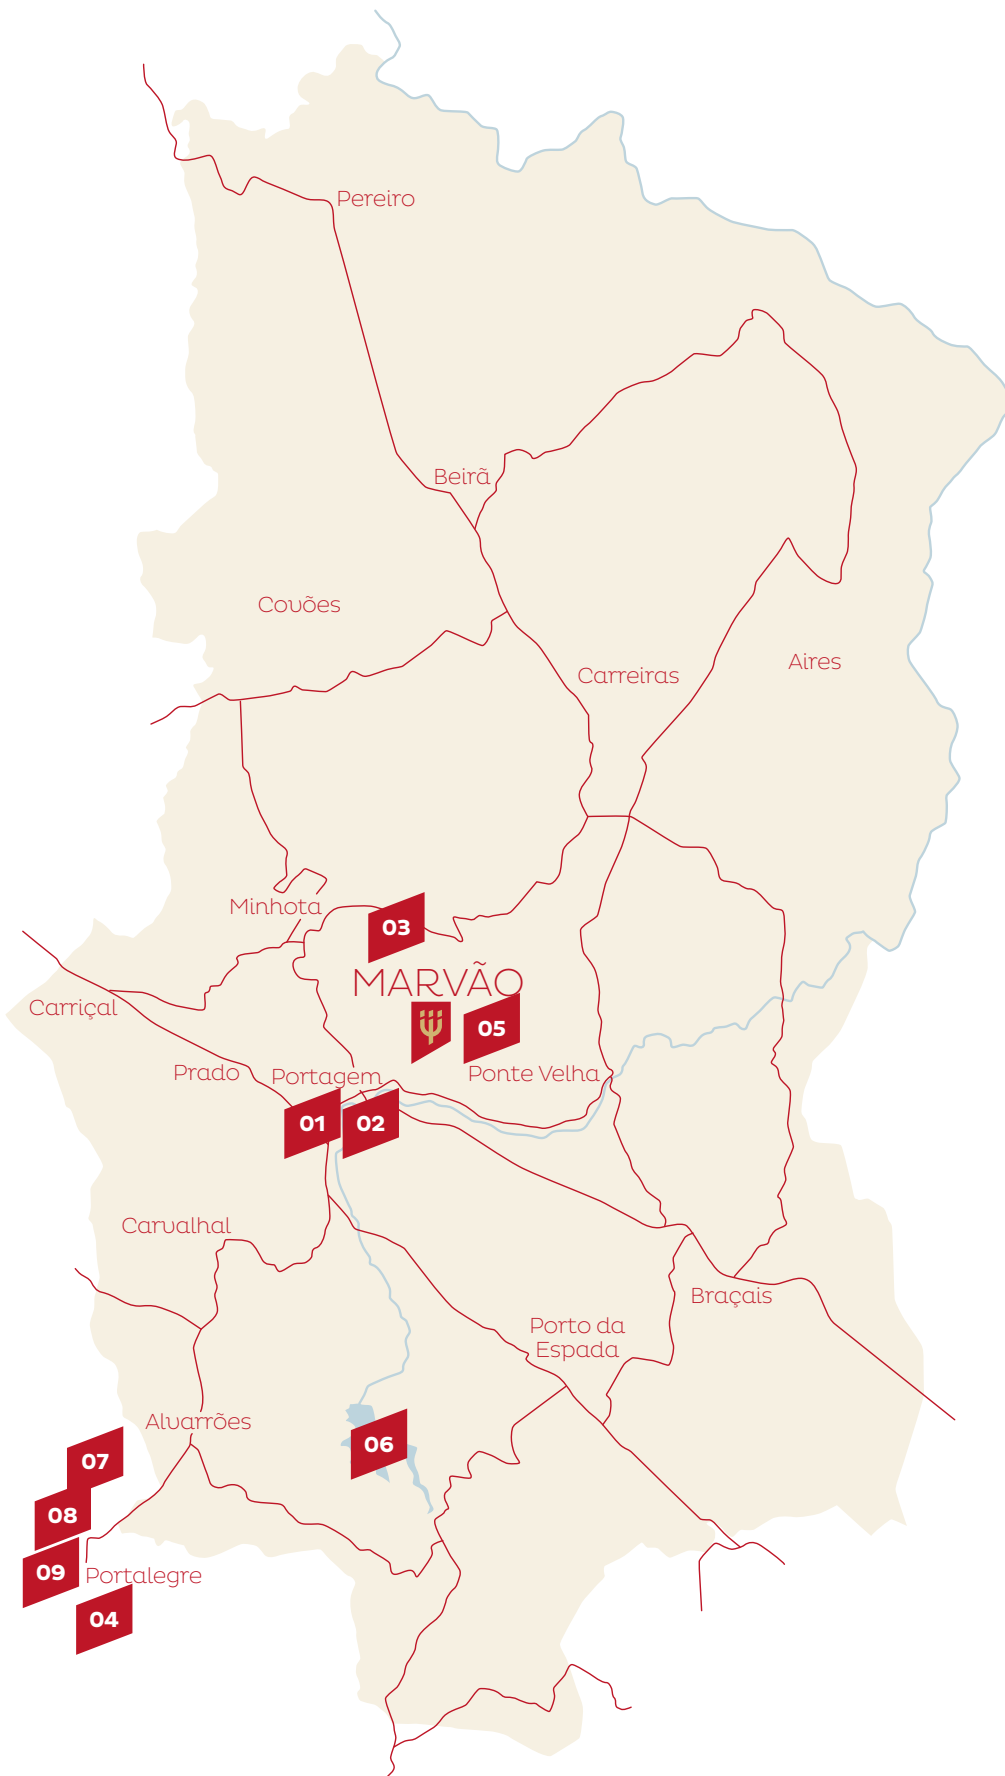 Pereiro
Beirã
Covões
Carreiras
Aires
Minhota
03
MARVÃO
Carriçal
05
Prado
Portagem
Ponte Velha
01
02
Carvalhal
Braçais
Porto da
Espada
Alvarrões
06
07
08
09
Portalegre
04